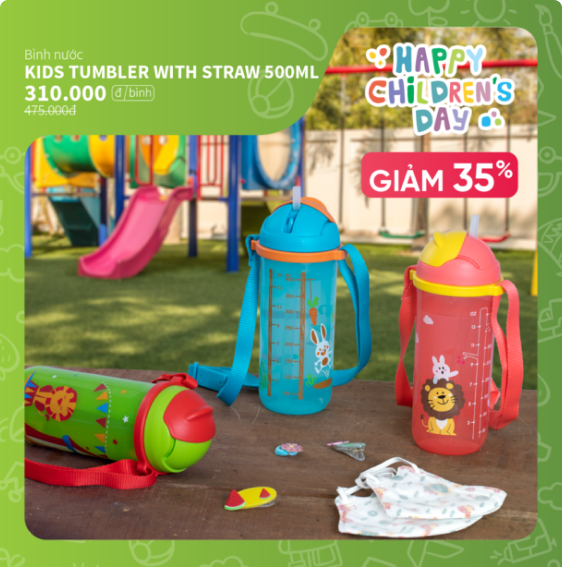 Bình nước
KIDS TUMBLER WITH STRAW 500ML
310.000 đ/bình
475.000đ
HAPPY
CHILDREN'S
DAY
GIẢM 35%